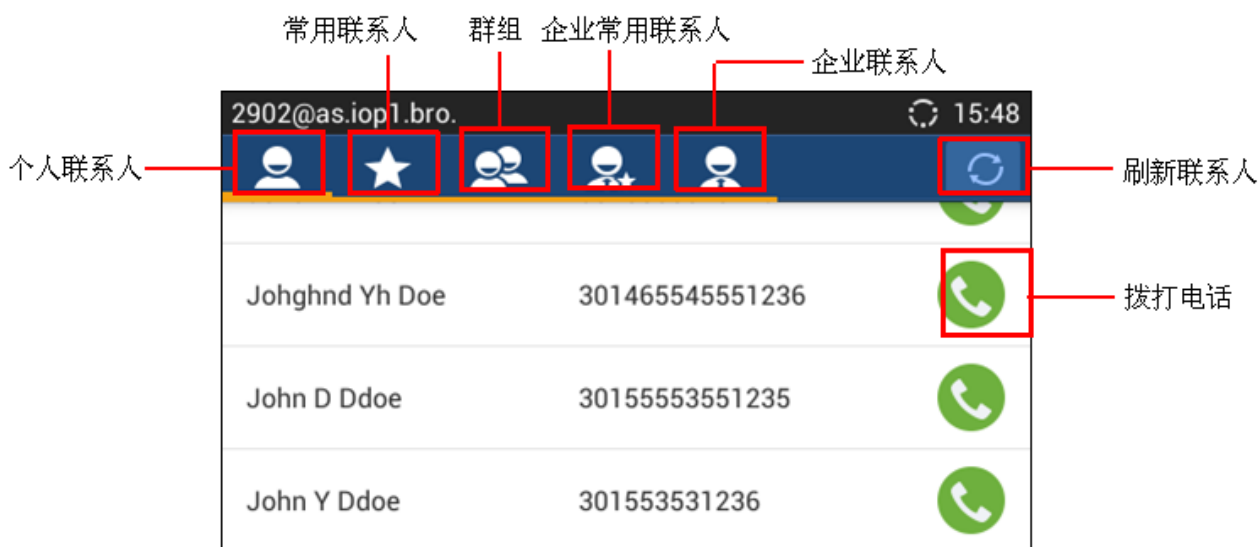 常用联系人 群组 企业常用联系人
企业联系人
2902@as.iop1.bro. 15:48
个人联系人
刷新联系人
Johghnd Yh Doe 301465545551236
拨打电话
John D Ddoe 30155553551235
John Y Ddoe 301553531236